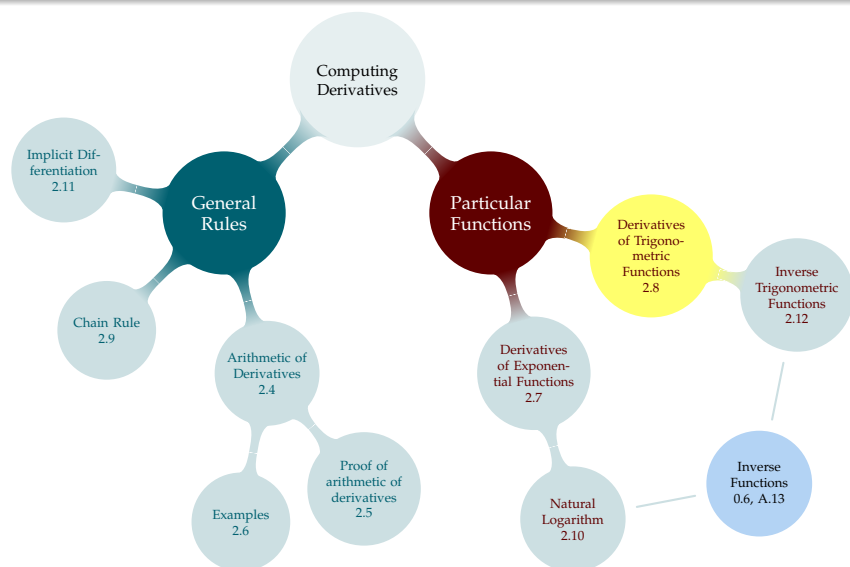 Computing
Derivatives
General
Rules
Implicit Dif-
ferentiation
2.11
Chain Rule
2.9
Arithmetic of
Derivatives
2.4
Examples
2.6
Proof of
arithmetic of
derivatives
2.5
Particular
Functions
Derivatives
of Trigono-
metric
Functions
2.8
Inverse
Trigonometric
Functions
2.12
Derivatives
of Exponen-
tial Functions
2.7
Natural
Logarithm
2.10
Inverse
Functions
0.6, A.13